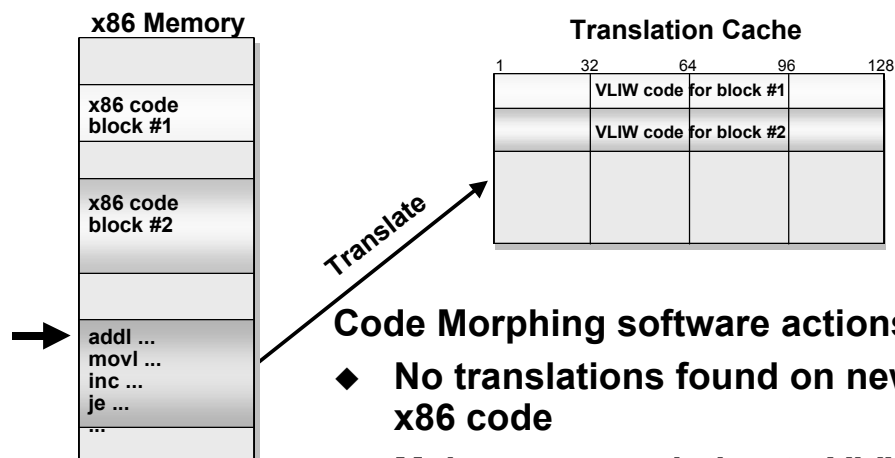 x86 Memory
x86 code
block #1
x86 code
block #2
addl ...
movl ...
inc ...
je ...
...
Translate
Translation Cache
1 32 64 96 128
VLIW code for block #1
VLIW code for block #2
Code Morphing software actions
◆ No translations found on new
x86 code